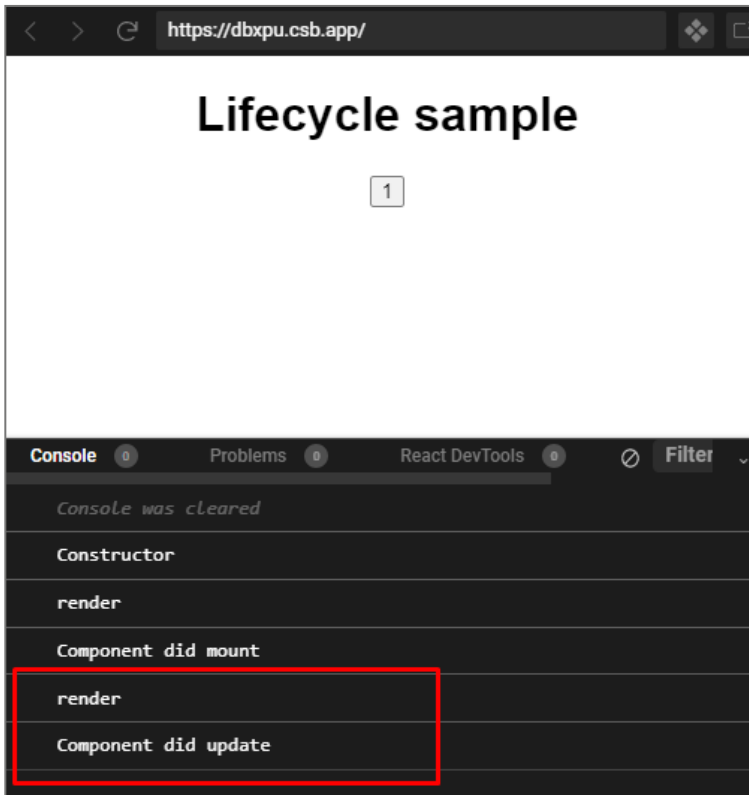 https://dbxpu.csb.app/
Lifecycle sample
1
Console 0 Problems 0 React DevTools 0 Filter
Console was cleared
Constructor
render
Component did mount
render
Component did update